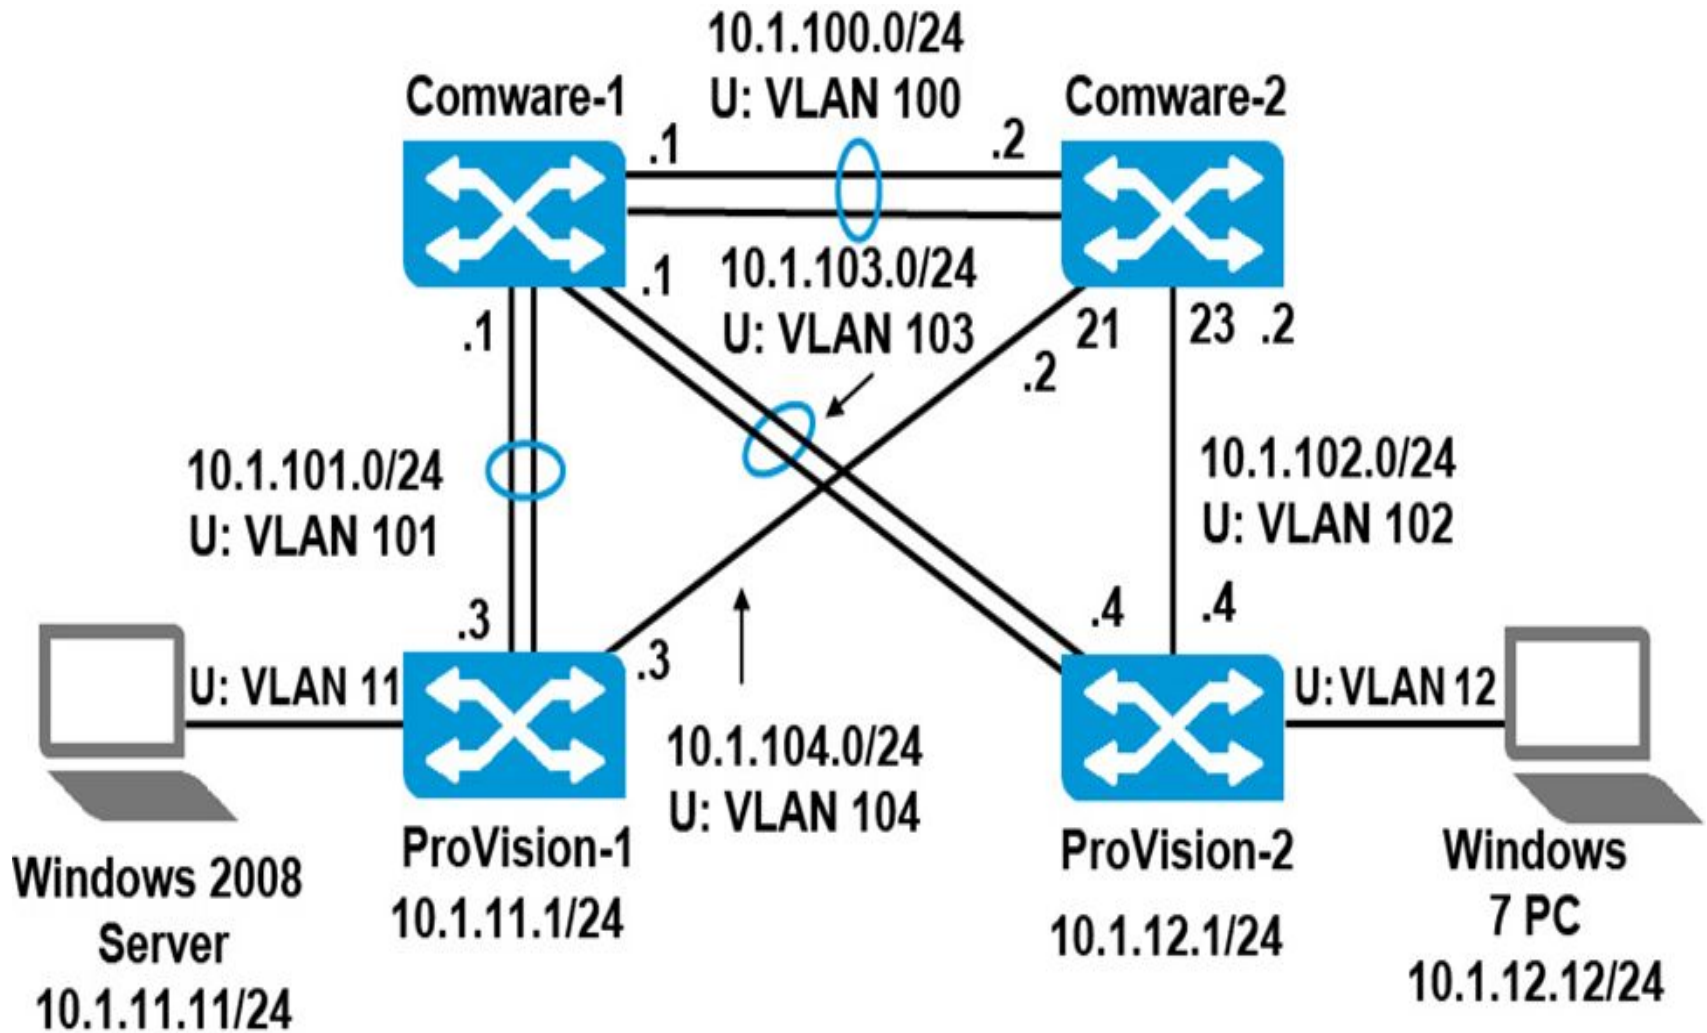 10.1.100.0/24
U: VLAN 100
Comware-1
Comware-2
.1
.2
10.1.103.0/24
U: VLAN 103
.1
.1
21
23
.2
.2
10.1.101.0/24
U: VLAN 101
10.1.102.0/24
U: VLAN 102
.3
.3
.4
.4
U: VLAN 11
U: VLAN 12
10.1.104.0/24
U: VLAN 104
ProVision-1
10.1.11.1/24
ProVision-2
10.1.12.1/24
Windows 2008
Server
10.1.11.11/24
Windows
7 PC
10.1.12.12/24